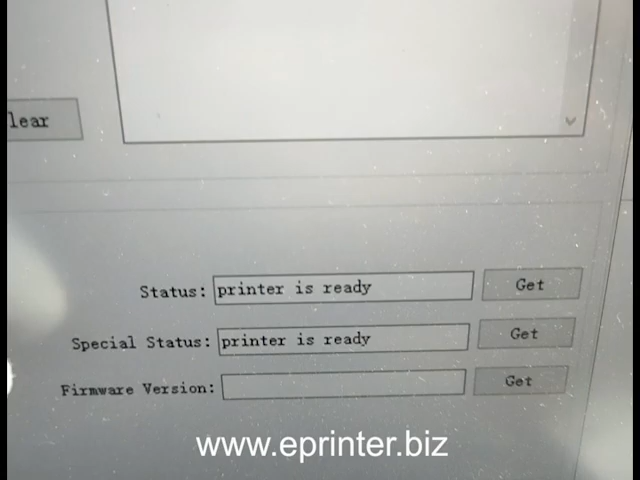 lear
Status: printer is ready Get
Special Status: printer is ready Get
Firmware Version: Get
www.eprinter.biz